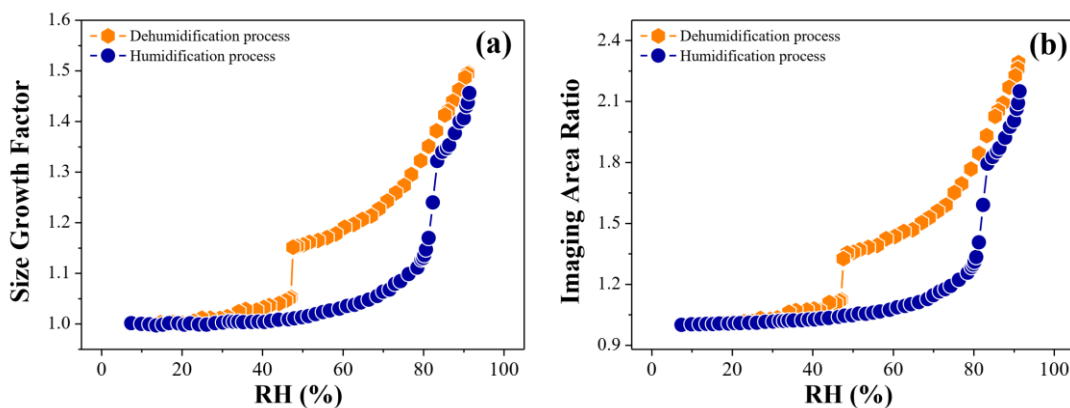 1.6
1.5
1.4
1.3
1.2
1.1
1.0
Size Growth Factor
Dehumidification process
Humidification process
(a)
0 20 40 60 80 100
RH (%)
2.4
2.1
1.8
1.5
1.2
0.9
Imaging Area Ratio
Dehumidification process
Humidification process
(b)
0 20 40 60 80 100
RH (%)